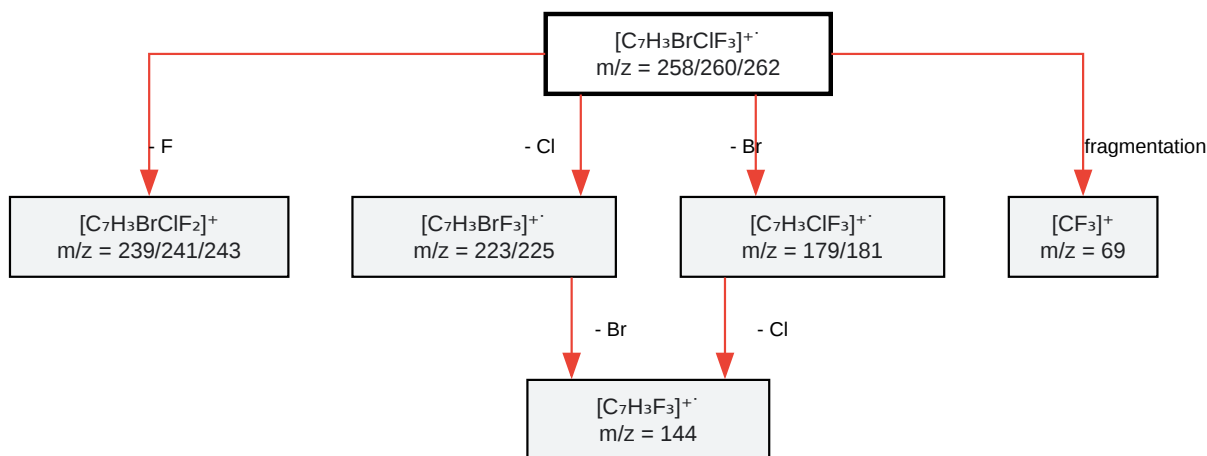 [C₇H₃BrClF₃]⁺˙
m/z = 258/260/262
- F
- Cl
- Br
fragmentation
[C₇H₃BrClF₂]⁺
m/z = 239/241/243
[C₇H₃BrF₃]⁺˙
m/z = 223/225
[C₇H₃ClF₃]⁺˙
m/z = 179/181
[CF₃]⁺
m/z = 69
- Br
- Cl
[C₇H₃F₃]⁺˙
m/z = 144